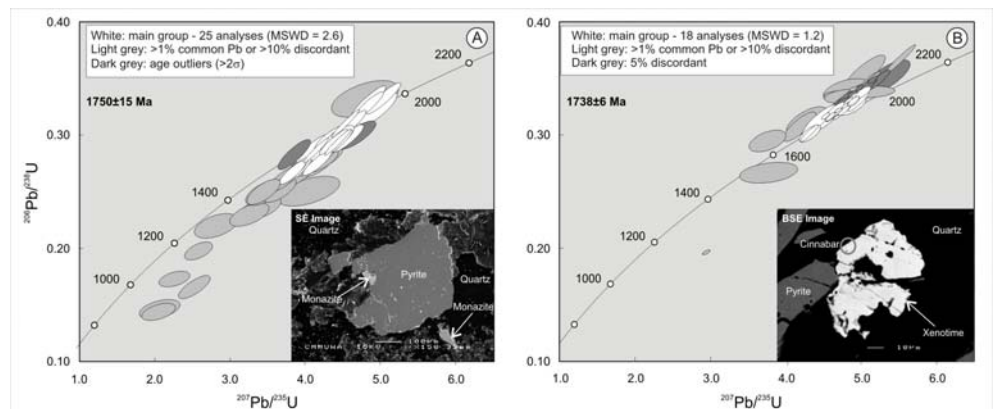 White: main group - 25 analyses (MSWD = 2.6)
Light grey: >1% common Pb or >10% discordant
Dark grey: age outliers (>2σ)
A
1750±15 Ma
0.40
0.30
0.20
0.10
²⁰⁶Pb/²³⁸U
1000
1200
1400
2000
2200
SE Image
Quartz
Pyrite
Quartz
Monazite
Monazite
1.0 2.0 3.0 4.0 5.0 6.0
²⁰⁷Pb/²³⁵U
White: main group - 18 analyses (MSWD = 1.2)
Light grey: >1% common Pb or >10% discordant
Dark grey: 5% discordant
B
1738±6 Ma
0.40
0.30
0.20
0.10
1000
1200
1400
1600
2000
2200
BSE Image
Quartz
Cinnabar
Pyrite
Xenotime
10µm
1.0 2.0 3.0 4.0 5.0 6.0
²⁰⁷Pb/²³⁵U